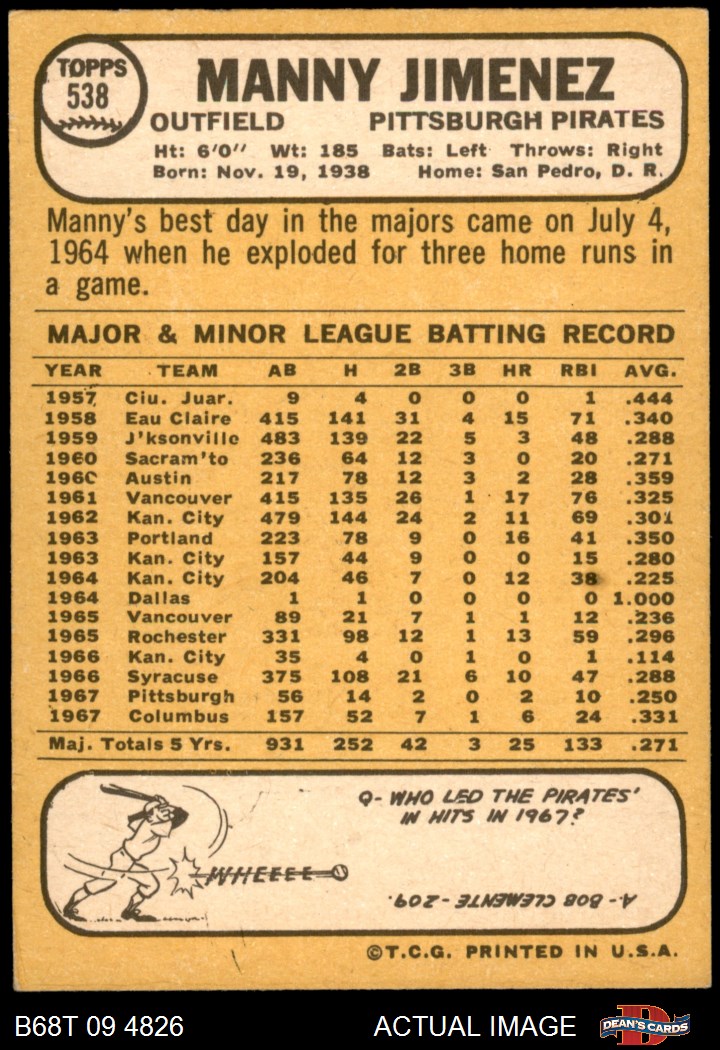 TOPPS
538
MANNY JIMENEZ
OUTFIELD PITTSBURGH PIRATES
Ht: 6'0" Wt: 185 Bats: Left Throws: Right
Born: Nov. 19, 1938 Home: San Pedro, D. R.
Manny's best day in the majors came on July 4,
1964 when he exploded for three home runs in
a game.
MAJOR & MINOR LEAGUE BATTING RECORD
YEAR TEAM AB H 2B 3B HR RBI AVG.
1957 Ciu. Juar. 9 4 0 0 0 1 .444
1958 Eau Claire 415 141 31 4 15 71 .340
1959 J'ksonville 483 139 22 5 3 48 .288
1960 Sacram'to 236 64 12 3 0 20 .271
1960 Austin 217 78 12 3 2 28 .359
1961 Vancouver 415 135 26 1 17 76 .325
1962 Kan. City 479 144 24 2 11 69 .301
1963 Portland 223 78 9 0 16 41 .350
1963 Kan. City 157 44 9 0 0 15 .280
1964 Kan. City 204 46 7 0 12 38 .225
1964 Dallas 1 1 0 0 0 0 1.000
1965 Vancouver 89 21 7 1 1 12 .236
1965 Rochester 331 98 12 1 13 59 .296
1966 Kan. City 35 4 0 1 0 1 .114
1966 Syracuse 375 108 21 6 10 47 .288
1967 Pittsburgh 56 14 2 0 2 10 .250
1967 Columbus 157 52 7 1 6 24 .331
Maj. Totals 5 Yrs. 931 252 42 3 25 133 .271
Q- WHO LED THE PIRATES'
IN HITS IN 1967?
WHEEEE
A- BOB CLEMENTE - 209.
©T.C.G. PRINTED IN U.S.A.
B68T 09 4826 ACTUAL IMAGE
D
DEAN'S CARDS